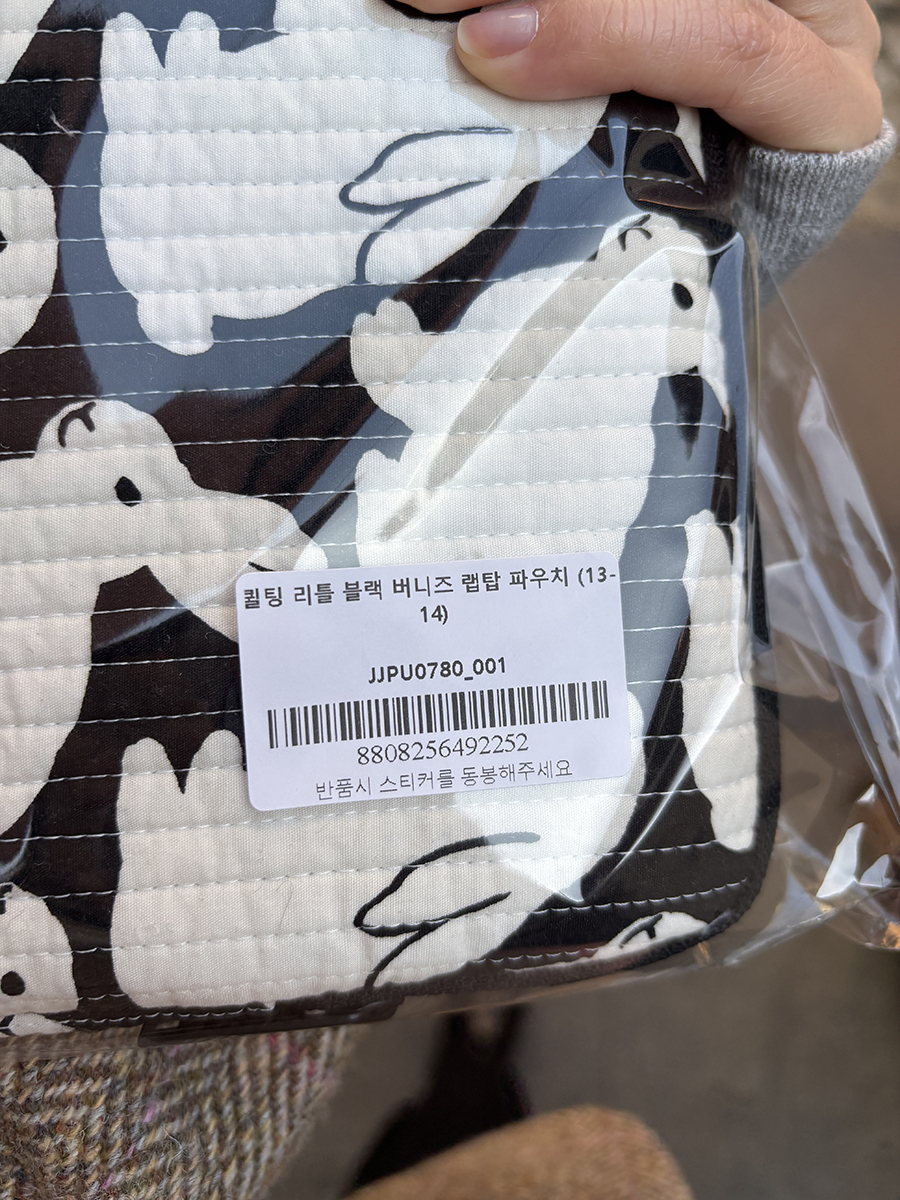 퀼팅 리틀 블랙 버니즈 랩탑 파우치 (13-
14)
JJPU0780_001
8808256492252
반품시 스티커를 동봉해주세요